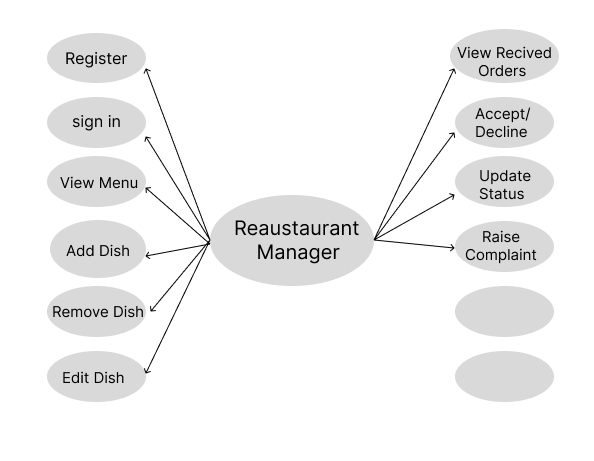 Register
sign in
View Menu
Add Dish
Remove Dish
Edit Dish
Reaustaurant
Manager
View Recived
Orders
Accept/
Decline
Update
Status
Raise
Complaint